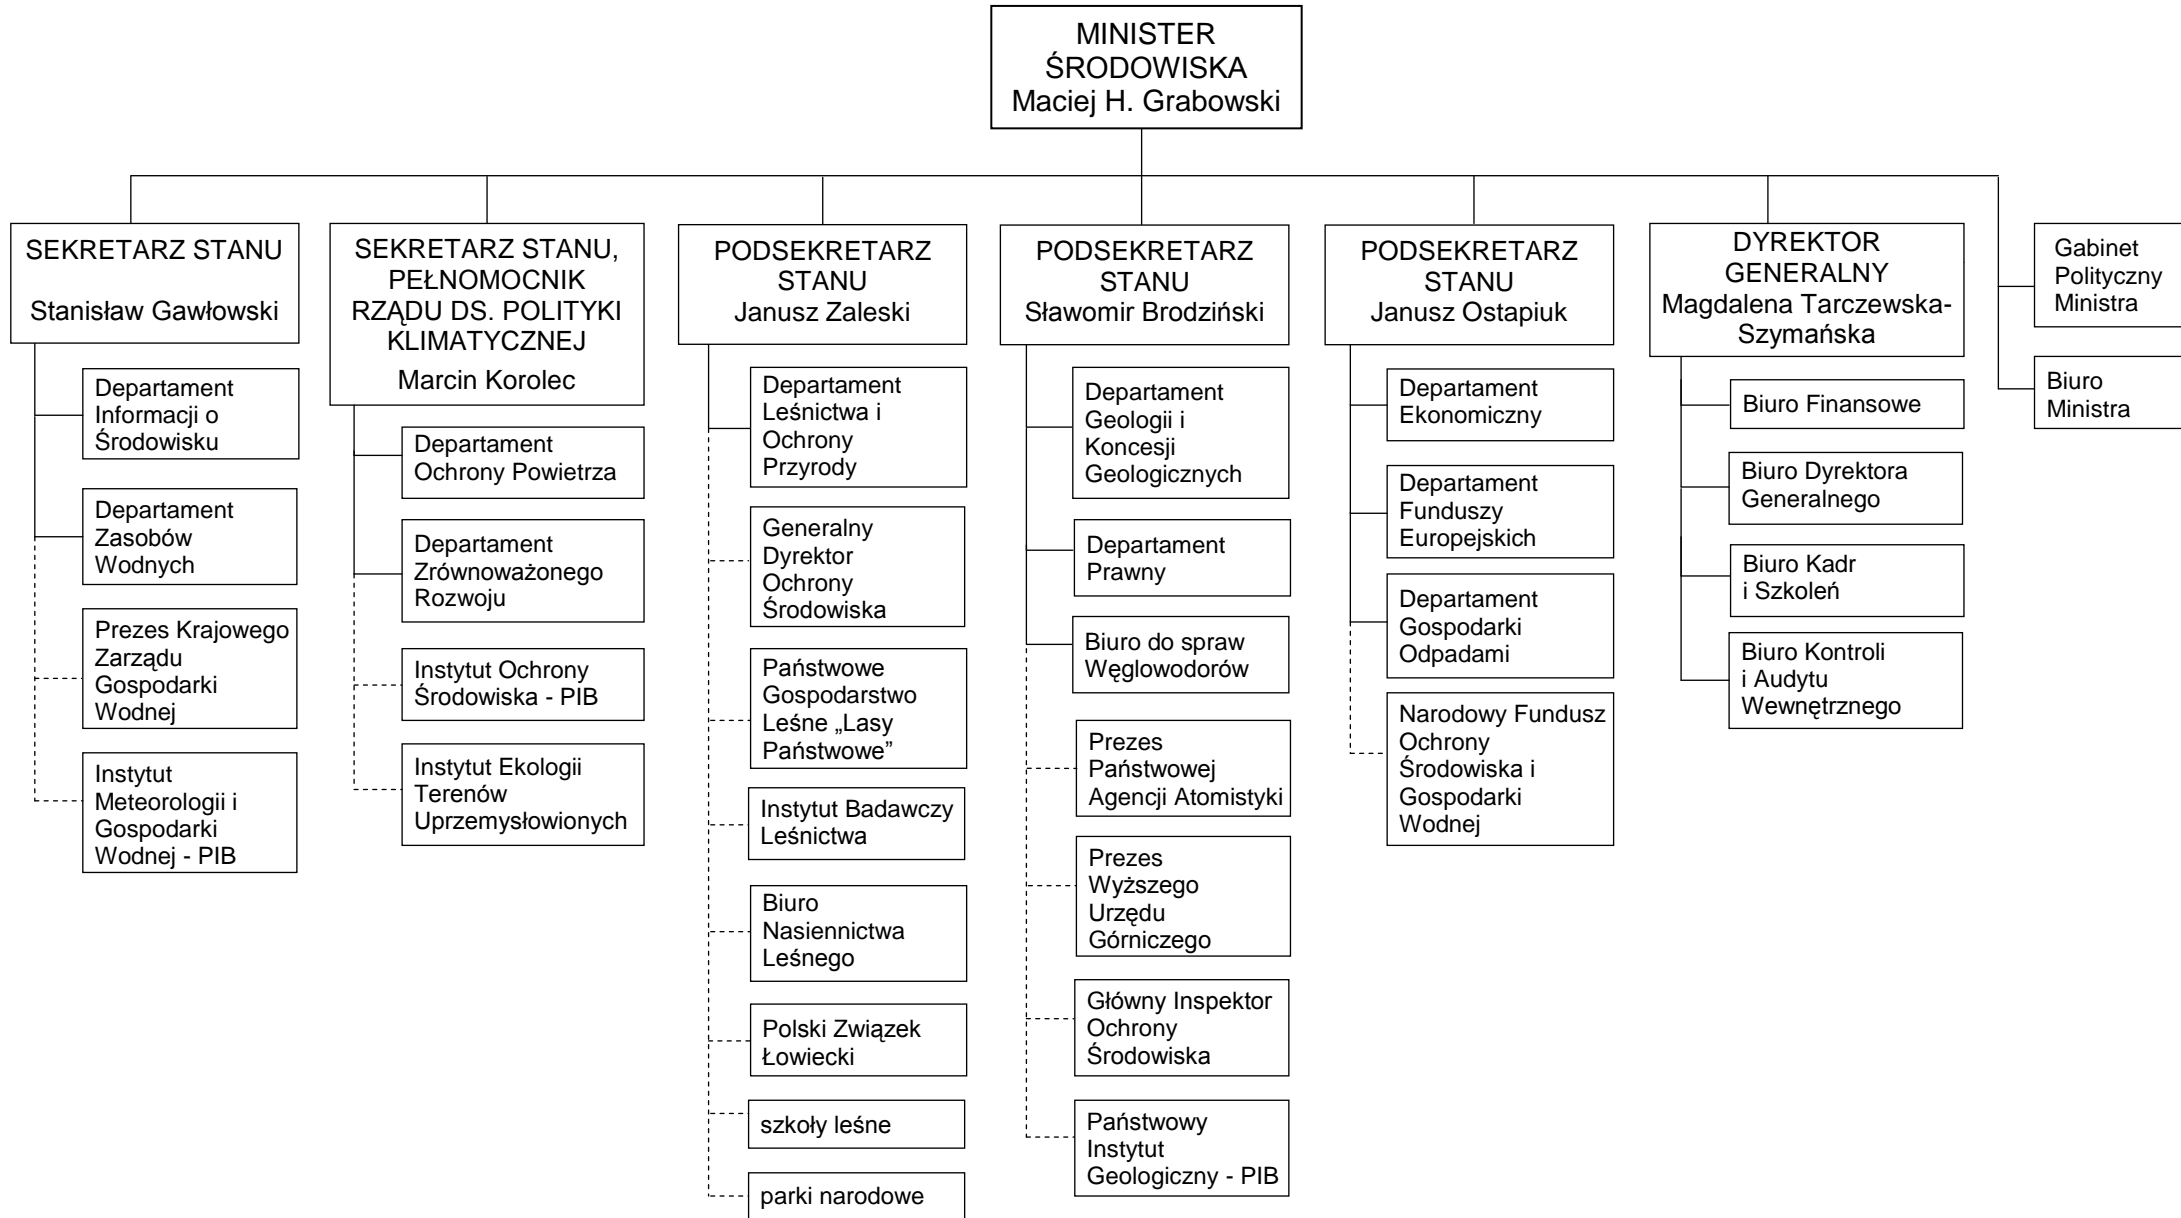 MINISTER
ŚRODOWISKA
Maciej H. Grabowski
SEKRETARZ STANU
Stanisław Gawłowski
Departament
Informacji o
Środowisku
Departament
Zasobów
Wodnych
Prezes Krajowego
Zarządu
Gospodarki
Wodnej
Instytut
Meteorologii i
Gospodarki
Wodnej - PIB
SEKRETARZ STANU,
PEŁNOMOCNIK
RZĄDU DS. POLITYKI
KLIMATYCZNEJ
Marcin Korolec
Departament
Ochrony Powietrza
Departament
Zrównoważonego
Rozwoju
Instytut Ochrony
Środowiska - PIB
Instytut Ekologii
Terenów
Uprzemysłowionych
PODSEKRETARZ
STANU
Janusz Zaleski
Departament
Leśnictwa i
Ochrony
Przyrody
Generalny
Dyrektor
Ochrony
Środowiska
Państwowe
Gospodarstwo
Leśne „Lasy
Państwowe”
Instytut Badawczy
Leśnictwa
Biuro
Nasiennictwa
Leśnego
Polski Związek
Łowiecki
szkoły leśne
parki narodowe
PODSEKRETARZ
STANU
Sławomir Brodziński
Departament
Geologii i
Koncesji
Geologicznych
Departament
Prawny
Biuro do spraw
Węglowodorów
Prezes
Państwowej
Agencji Atomistyki
Prezes
Wyższego
Urzędu
Górniczego
Główny Inspektor
Ochrony
Środowiska
Państwowy
Instytut
Geologiczny - PIB
PODSEKRETARZ
STANU
Janusz Ostapiuk
Departament
Ekonomiczny
Departament
Funduszy
Europejskich
Departament
Gospodarki
Odpadami
Narodowy Fundusz
Ochrony
Środowiska i
Gospodarki
Wodnej
DYREKTOR
GENERALNY
Magdalena Tarczewska-
Szymańska
Biuro Finansowe
Biuro Dyrektora
Generalnego
Biuro Kadr
i Szkoleń
Biuro Kontroli
i Audytu
Wewnętrznego
Gabinet
Polityczny
Ministra
Biuro
Ministra